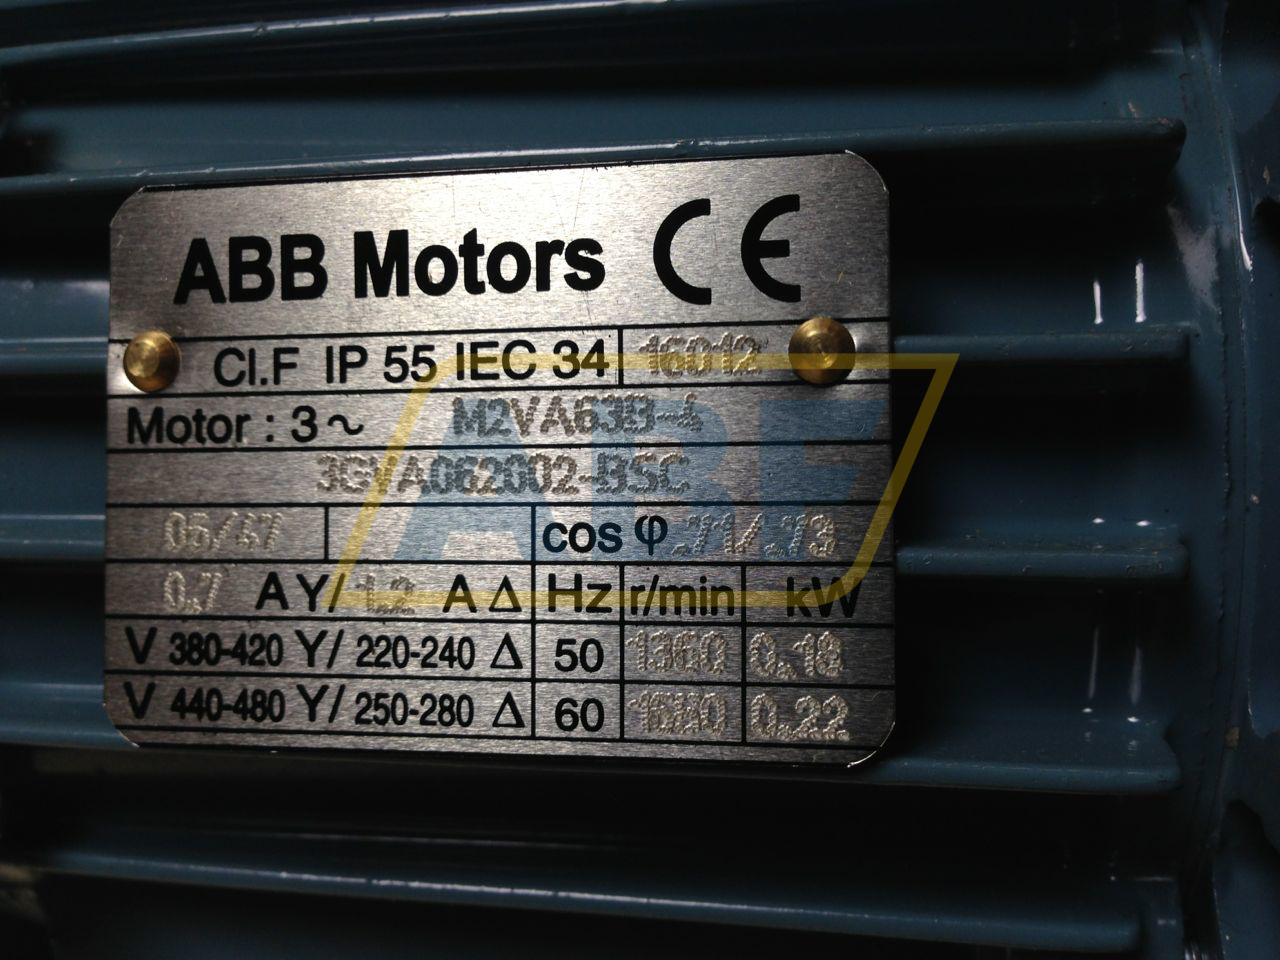 ABB Motors CE
Cl.F IP 55 IEC 34 16012
Motor : 3~ M2VA63B-4
3GVA062002-BSC
05/47 cos φ .71/.73
0.7 A Y/ 1.2 A Δ Hz r/min kW
V 380-420 Y/ 220-240 Δ 50 1360 0.18
V 440-480 Y/ 250-280 Δ 60 1680 0.22
ABF